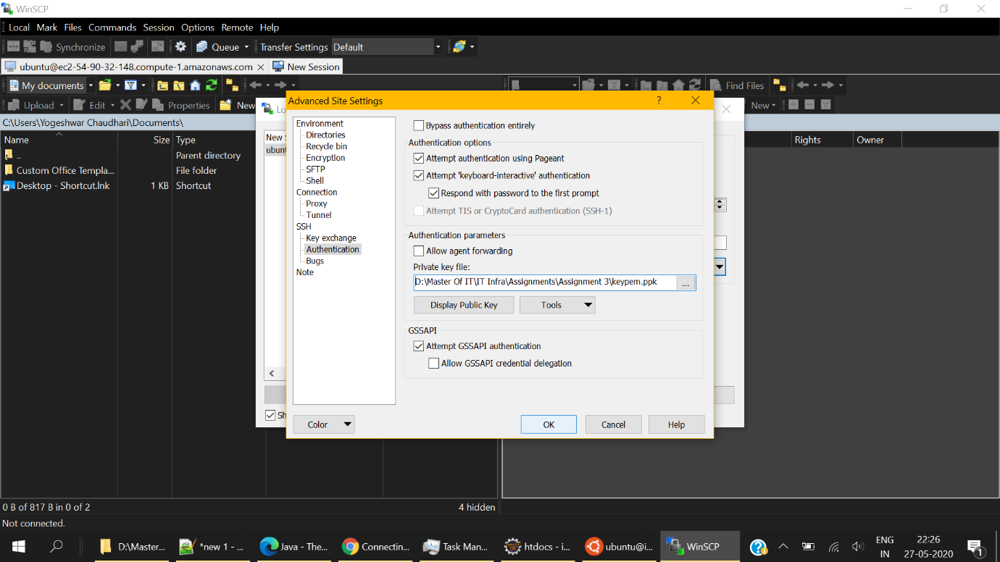 WinSCP
Local Mark Files Commands Session Options Remote Help
Synchronize Queue Transfer Settings Default
ubuntu@ec2-54-90-32-148.compute-1.amazonaws.com New Session
My documents Find Files
Upload Edit Properties New New
C:\Users\Yogeshwar Chaudhari\Documents\
Name Size Type
.. Parent directory
Custom Office Templa... File folder
Desktop - Shortcut.lnk 1 KB Shortcut
Rights Owner
Lo
New S
ubunt
Sh
Advanced Site Settings ?
Environment
Directories
Recycle bin
Encryption
SFTP
Shell
Connection
Proxy
Tunnel
SSH
Key exchange
Authentication
Bugs
Note
Bypass authentication entirely
Authentication options
Attempt authentication using Pageant
Attempt 'keyboard-interactive' authentication
Respond with password to the first prompt
Attempt TIS or CryptoCard authentication (SSH-1)
Authentication parameters
Allow agent forwarding
Private key file:
D:\Master Of IT\IT Infra\Assignments\Assignment 3\keypem.ppk ...
Display Public Key Tools
GSSAPI
Attempt GSSAPI authentication
Allow GSSAPI credential delegation
Color OK Cancel Help
0 B of 817 B in 0 of 2 4 hidden
Not connected.
D:\Master... *new 1 - ... Java - The... Connectin... Task Man... htdocs - i... ubuntu@i... WinSCP
ENG
IN
22:26
27-05-2020
1